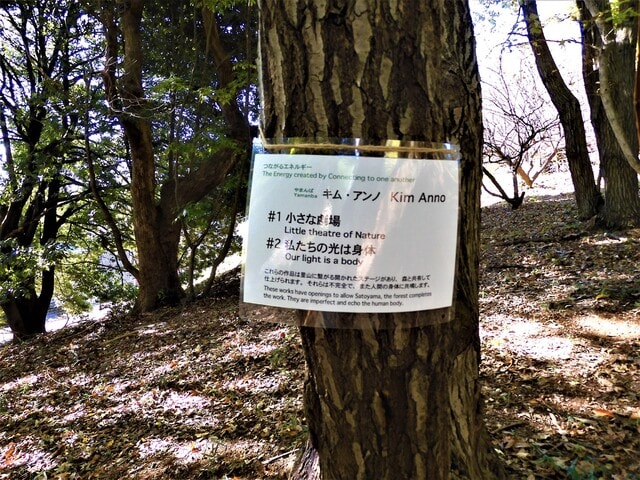 つながるエネルギー
The Energy created by Connecting to one another
やまんば
Yamanba
キム・アンノ Kim Anno
#1 小さな劇場
Little theatre of Nature
#2 私たちの光は身体
Our light is a body
これらの作品は里山に繋がる開かれたステージがあり、森と共有して
仕上げられます。それらは不完全で、また人間の身体に共鳴します。
These works have openings to allow Satoyama, the forest completes
the work. They are imperfect and echo the human body.